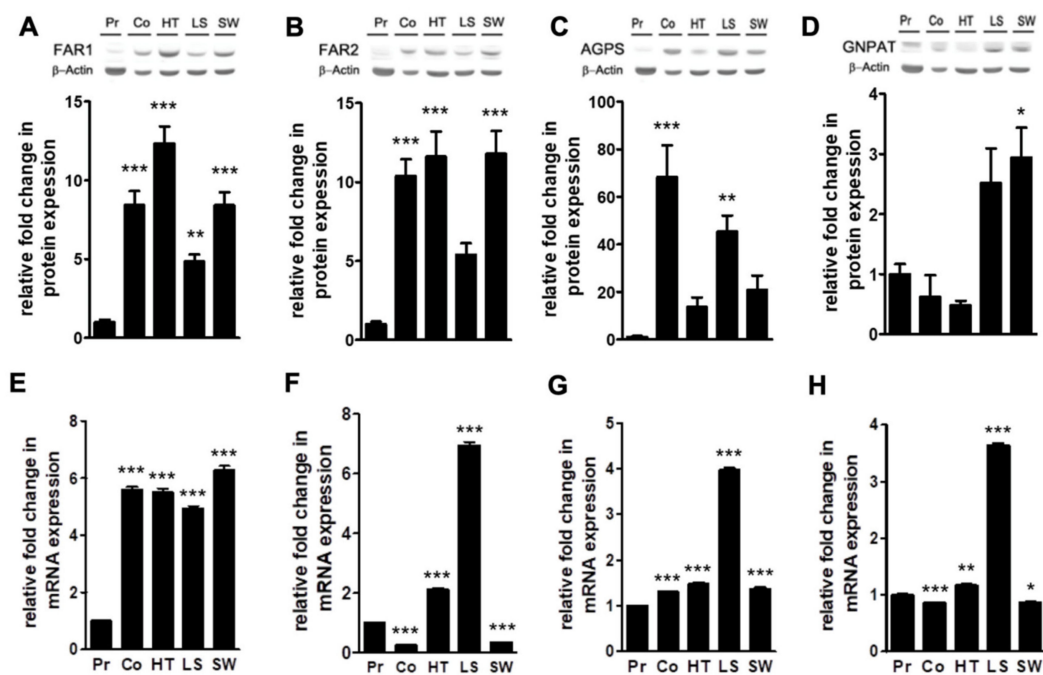 A
Pr Co HT LS SW
FAR1
β-Actin
relative fold change in
protein expession
15
10
5
0
***
***
**
***
B
Pr Co HT LS SW
FAR2
β-Actin
relative fold change in
protein expession
15
10
5
0
***
***
***
C
Pr Co HT LS SW
AGPS
β-Actin
relative fold change in
protein expession
100
80
60
40
20
0
***
**
D
Pr Co HT LS SW
GNPAT
β-Actin
relative fold change in
protein expession
4
3
2
1
0
*
E
relative fold change in
mRNA expression
8
6
4
2
0
***
***
***
***
Pr Co HT LS SW
F
relative fold change in
mRNA expression
8
6
4
2
0
***
***
***
***
Pr Co HT LS SW
G
relative fold change in
mRNA expression
5
4
3
2
1
0
***
***
***
***
Pr Co HT LS SW
H
relative fold change in
mRNA expression
4
3
2
1
0
***
**
***
*
Pr Co HT LS SW